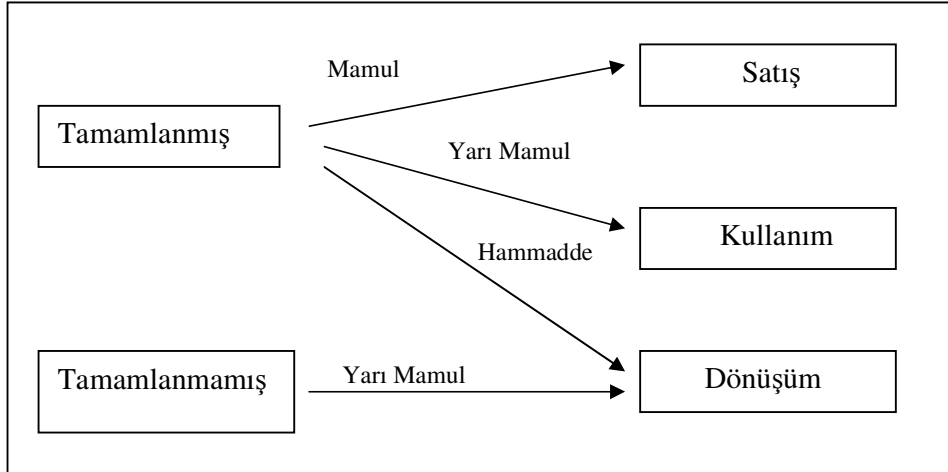 Mamul
Satış
Tamamlanmış
Yarı Mamul
Kullanım
Hammadde
Tamamlanmamış
Yarı Mamul
Dönüşüm